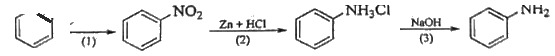 NO₂ Zn + HCl NH3Cl NaOH NH₂
(1) (2) (3)